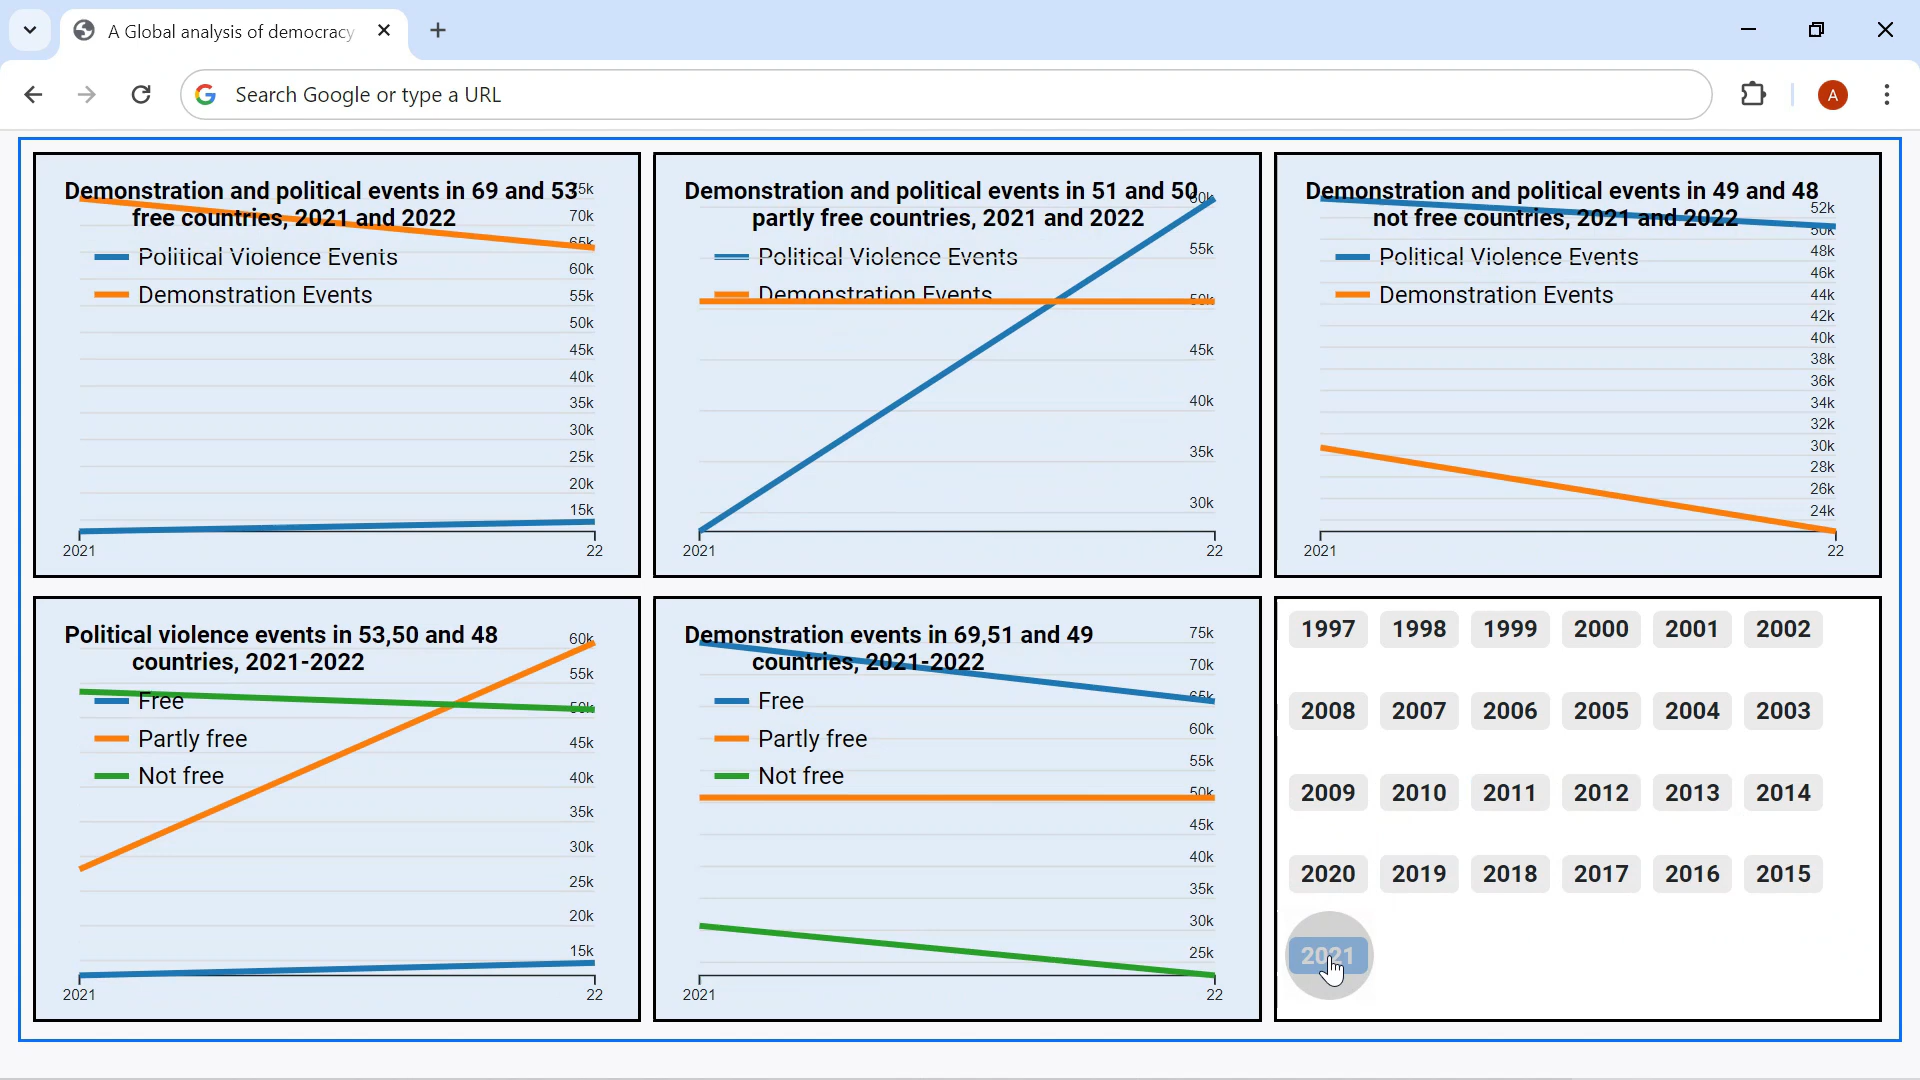 A Global analysis of democracy
Search Google or type a URL
A
Demonstration and political events in 69 and 53
free countries, 2021 and 2022
Political Violence Events
Demonstration Events
75k
70k
65k
60k
55k
50k
45k
40k
35k
30k
25k
20k
15k
2021
22
Demonstration and political events in 51 and 50
partly free countries, 2021 and 2022
Political Violence Events
Demonstration Events
60k
55k
50k
45k
40k
35k
30k
2021
22
Demonstration and political events in 49 and 48
not free countries, 2021 and 2022
Political Violence Events
Demonstration Events
52k
50k
48k
46k
44k
42k
40k
38k
36k
34k
32k
30k
28k
26k
24k
2021
22
Political violence events in 53,50 and 48
countries, 2021-2022
Free
Partly free
Not free
60k
55k
50k
45k
40k
35k
30k
25k
20k
15k
2021
22
Demonstration events in 69,51 and 49
countries, 2021-2022
Free
Partly free
Not free
75k
70k
65k
60k
55k
50k
45k
40k
35k
30k
25k
2021
22
1997 1998 1999 2000 2001 2002
2008 2007 2006 2005 2004 2003
2009 2010 2011 2012 2013 2014
2020 2019 2018 2017 2016 2015
2021